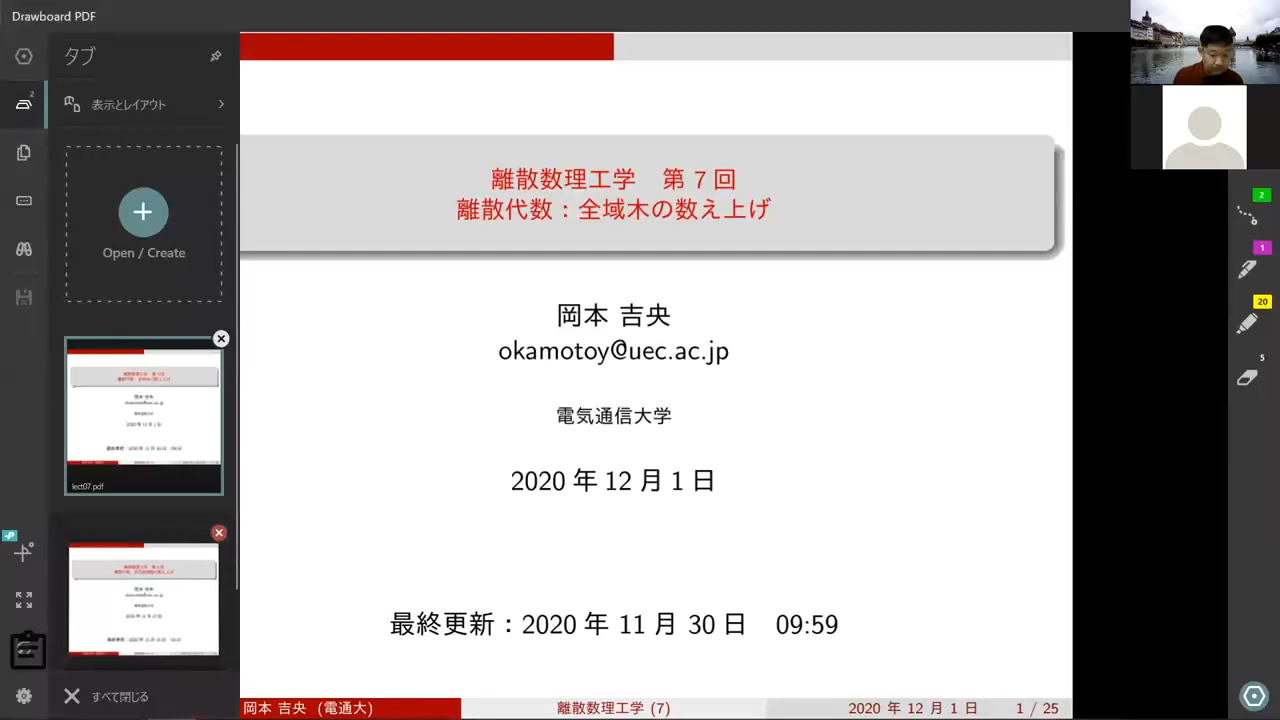 Drawboard PDF
タブ
2
表示とレイアウト
Open / Create
lect07.pdf
すべて閉じる
離散数理工学 第 7 回
離散代数：全域木の数え上げ
岡本 吉央
okamotoy@uec.ac.jp
電気通信大学
2020 年 12 月 1 日
最終更新：2020 年 11 月 30 日 09:59
岡本 吉央 (電通大)
離散数理工学 (7)
2020 年 12 月 1 日
1 / 25
2
1
20
5